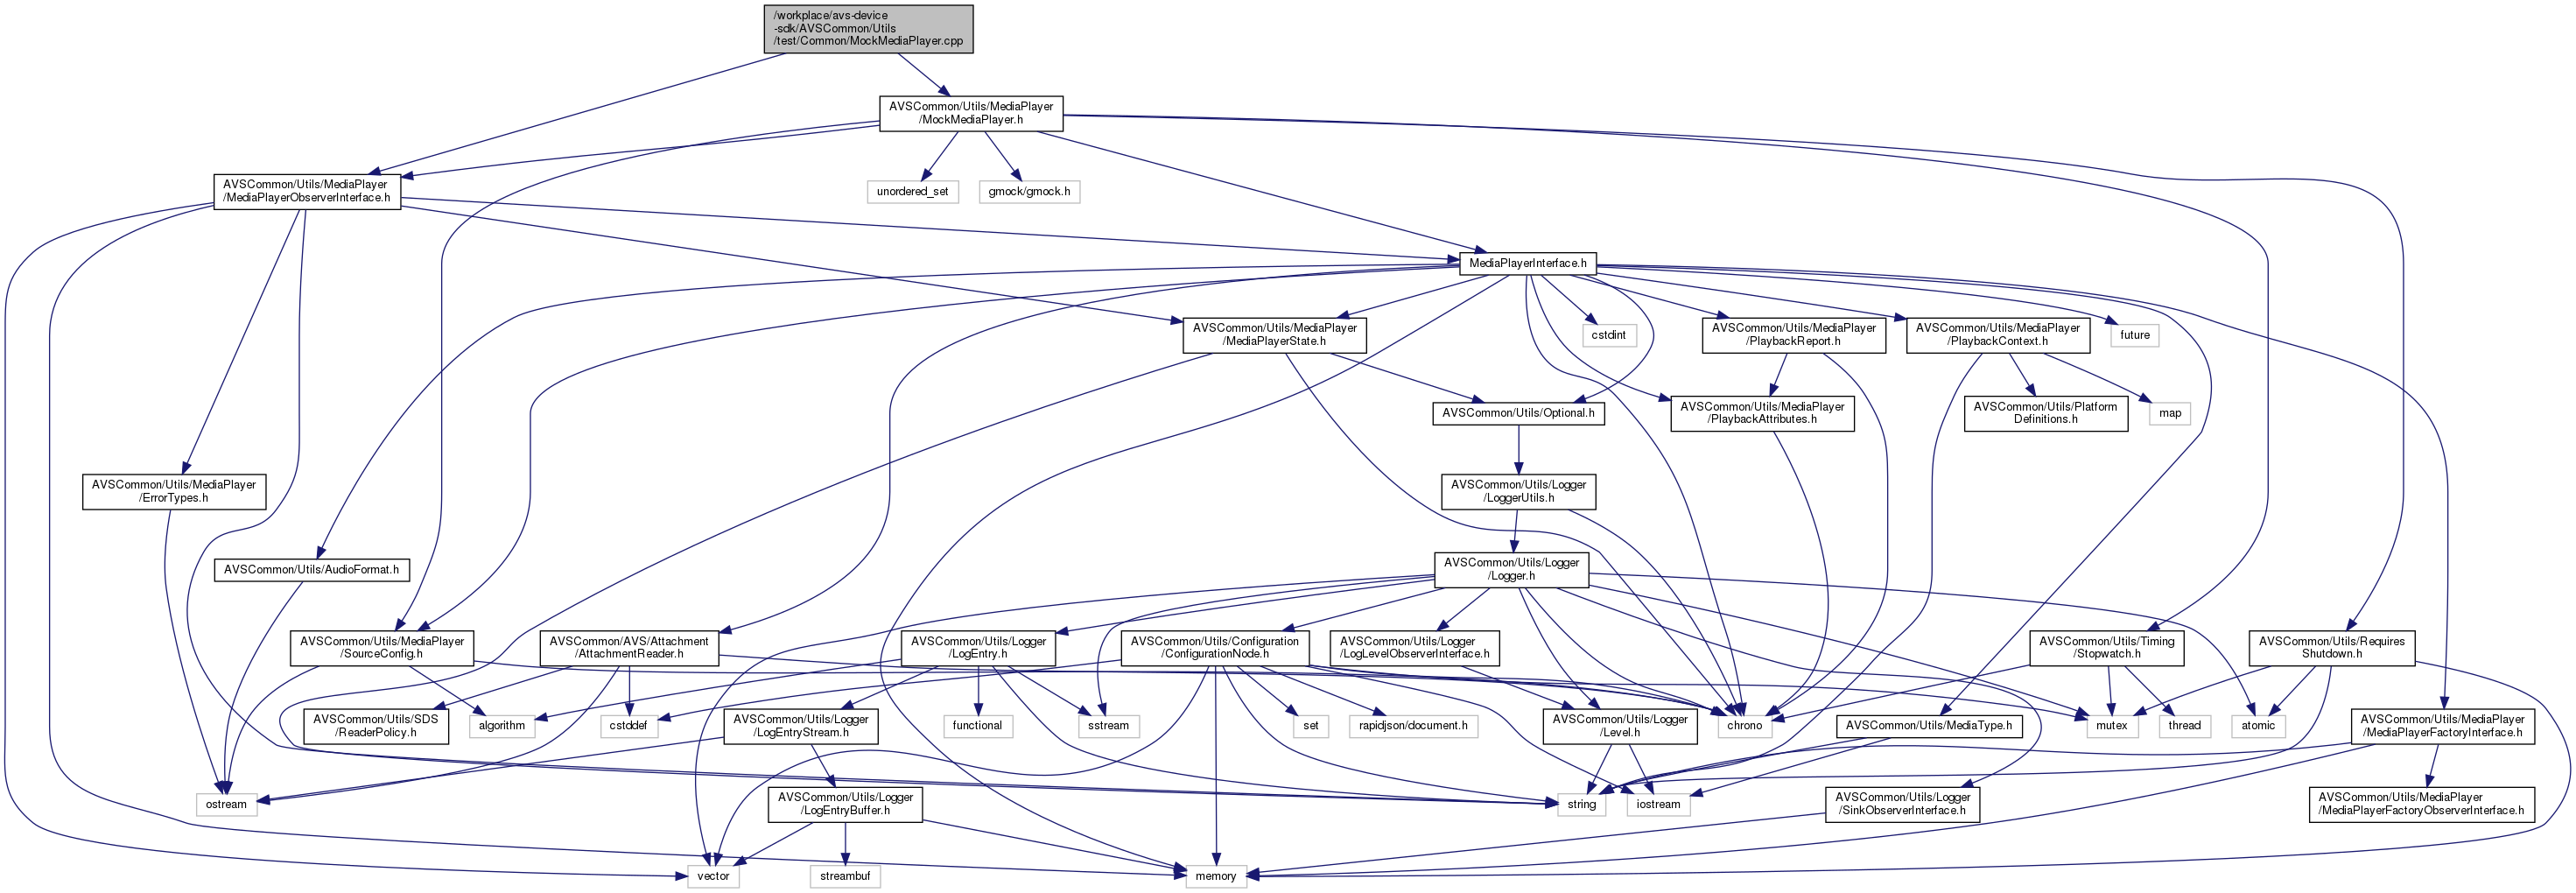 /workplace/avs-device
-sdk/AVSCommon/Utils
/test/Common/MockMediaPlayer.cpp
AVSCommon/Utils/MediaPlayer
/MockMediaPlayer.h
AVSCommon/Utils/MediaPlayer
/MediaPlayerObserverInterface.h
unordered_set
gmock/gmock.h
MediaPlayerInterface.h
AVSCommon/Utils/MediaPlayer
/MediaPlayerState.h
cstdint
AVSCommon/Utils/MediaPlayer
/PlaybackReport.h
AVSCommon/Utils/MediaPlayer
/PlaybackContext.h
future
AVSCommon/Utils/Optional.h
AVSCommon/Utils/MediaPlayer
/PlaybackAttributes.h
AVSCommon/Utils/Platform
Definitions.h
map
AVSCommon/Utils/MediaPlayer
/ErrorTypes.h
AVSCommon/Utils/Logger
/LoggerUtils.h
AVSCommon/Utils/AudioFormat.h
AVSCommon/Utils/Logger
/Logger.h
AVSCommon/Utils/MediaPlayer
/SourceConfig.h
AVSCommon/AVS/Attachment
/AttachmentReader.h
AVSCommon/Utils/Logger
/LogEntry.h
AVSCommon/Utils/Configuration
/ConfigurationNode.h
AVSCommon/Utils/Logger
/LogLevelObserverInterface.h
AVSCommon/Utils/Timing
/Stopwatch.h
AVSCommon/Utils/Requires
Shutdown.h
AVSCommon/Utils/SDS
/ReaderPolicy.h
algorithm
cstddef
AVSCommon/Utils/Logger
/LogEntryStream.h
functional
sstream
set
rapidjson/document.h
AVSCommon/Utils/Logger
/Level.h
chrono
AVSCommon/Utils/MediaType.h
mutex
thread
atomic
AVSCommon/Utils/MediaPlayer
/MediaPlayerFactoryInterface.h
ostream
AVSCommon/Utils/Logger
/LogEntryBuffer.h
string
iostream
AVSCommon/Utils/Logger
/SinkObserverInterface.h
AVSCommon/Utils/MediaPlayer
/MediaPlayerFactoryObserverInterface.h
vector
streambuf
memory